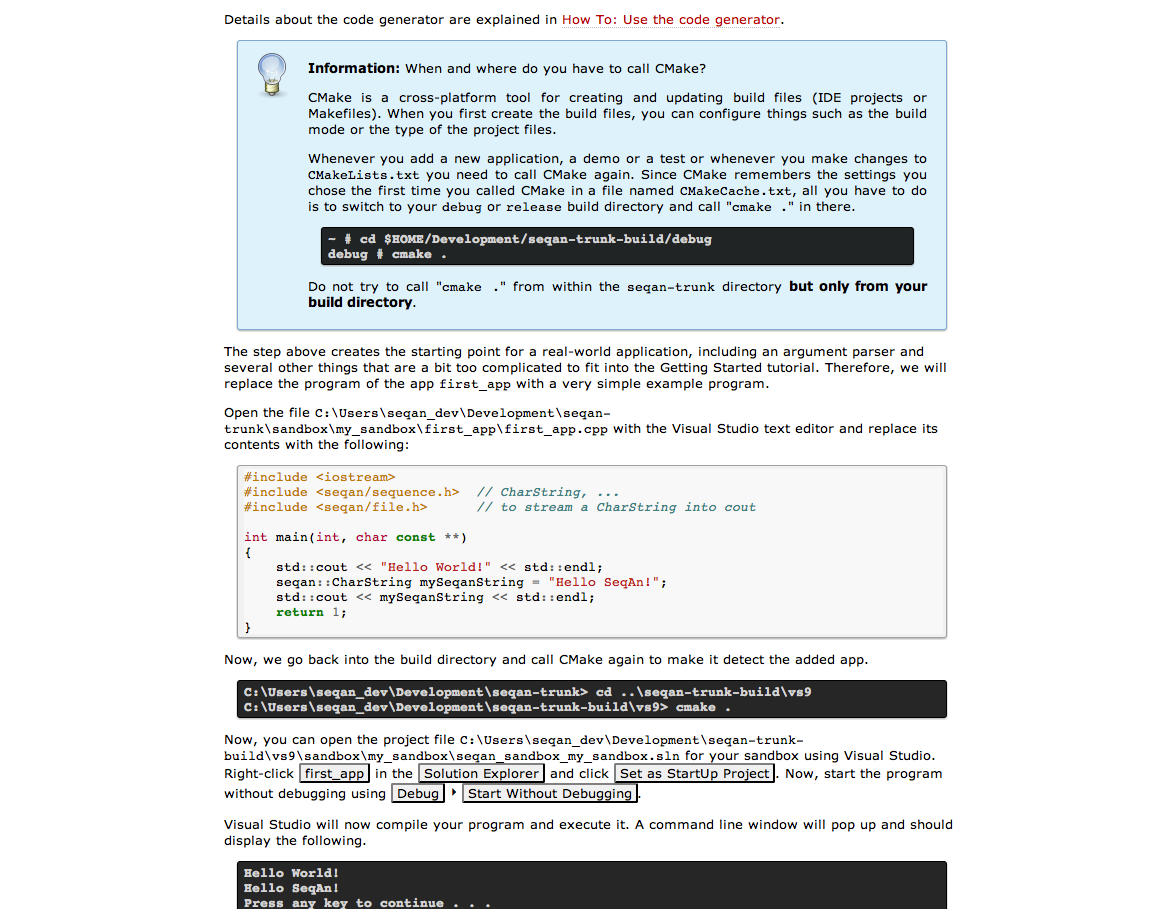 Details about the code generator are explained in How To: Use the code generator.
Information: When and where do you have to call CMake?
CMake is a cross-platform tool for creating and updating build files (IDE projects or
Makefiles). When you first create the build files, you can configure things such as the build
mode or the type of the project files.
Whenever you add a new application, a demo or a test or whenever you make changes to
CMakeLists.txt you need to call CMake again. Since CMake remembers the settings you
chose the first time you called CMake in a file named CMakeCache.txt, all you have to do
is to switch to your debug or release build directory and call "cmake ." in there.
~ # cd $HOME/Development/seqan-trunk-build/debug
debug # cmake .
Do not try to call "cmake ." from within the seqan-trunk directory but only from your
build directory.
The step above creates the starting point for a real-world application, including an argument parser and
several other things that are a bit too complicated to fit into the Getting Started tutorial. Therefore, we will
replace the program of the app first_app with a very simple example program.
Open the file C:\Users\seqan_dev\Development\seqan-
trunk\sandbox\my_sandbox\first_app\first_app.cpp with the Visual Studio text editor and replace its
contents with the following:
#include <iostream>
#include <seqan/sequence.h>  // CharString, ...
#include <seqan/file.h>      // to stream a CharString into cout
int main(int, char const **)
{
    std::cout << "Hello World!" << std::endl;
    seqan::CharString mySeqanString = "Hello SeqAn!";
    std::cout << mySeqanString << std::endl;
    return 1;
}
Now, we go back into the build directory and call CMake again to make it detect the added app.
C:\Users\seqan_dev\Development\seqan-trunk> cd ..\seqan-trunk-build\vs9
C:\Users\seqan_dev\Development\seqan-trunk-build\vs9> cmake .
Now, you can open the project file C:\Users\seqan_dev\Development\seqan-trunk-
build\vs9\sandbox\my_sandbox\seqan_sandbox_my_sandbox.sln for your sandbox using Visual Studio.
Right-click first_app in the Solution Explorer and click Set as StartUp Project. Now, start the program
without debugging using Debug ‣ Start Without Debugging.
Visual Studio will now compile your program and execute it. A command line window will pop up and should
display the following.
Hello World!
Hello SeqAn!
Press any key to continue . . .